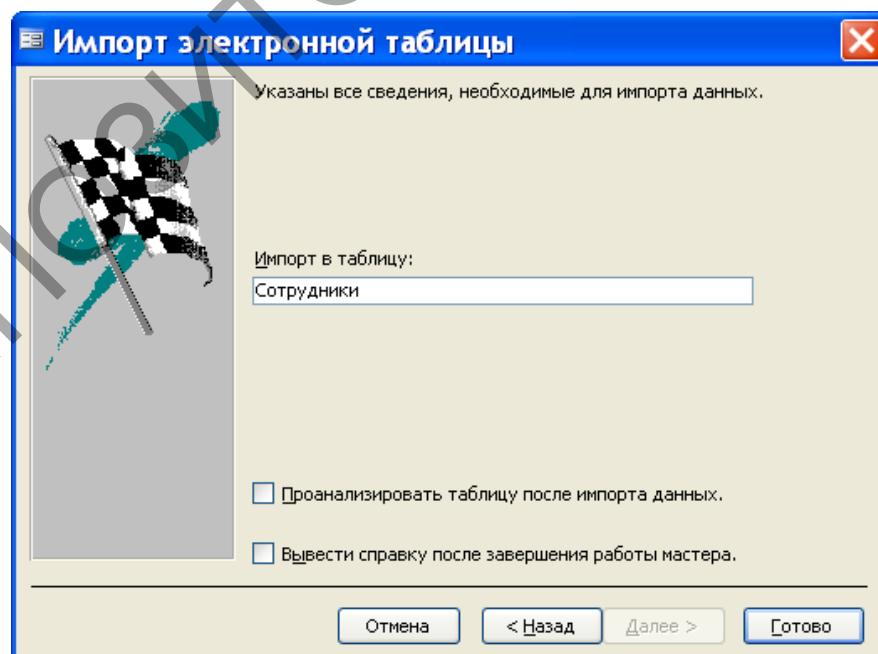 Импорт электронной таблицы
Указаны все сведения, необходимые для импорта данных.
Импорт в таблицу:
Сотрудники
Проанализировать таблицу после импорта данных.
Вывести справку после завершения работы мастера.
Отмена
< Назад
Далее >
Готово